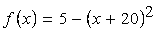 f(x) = 5 − (x + 20)²